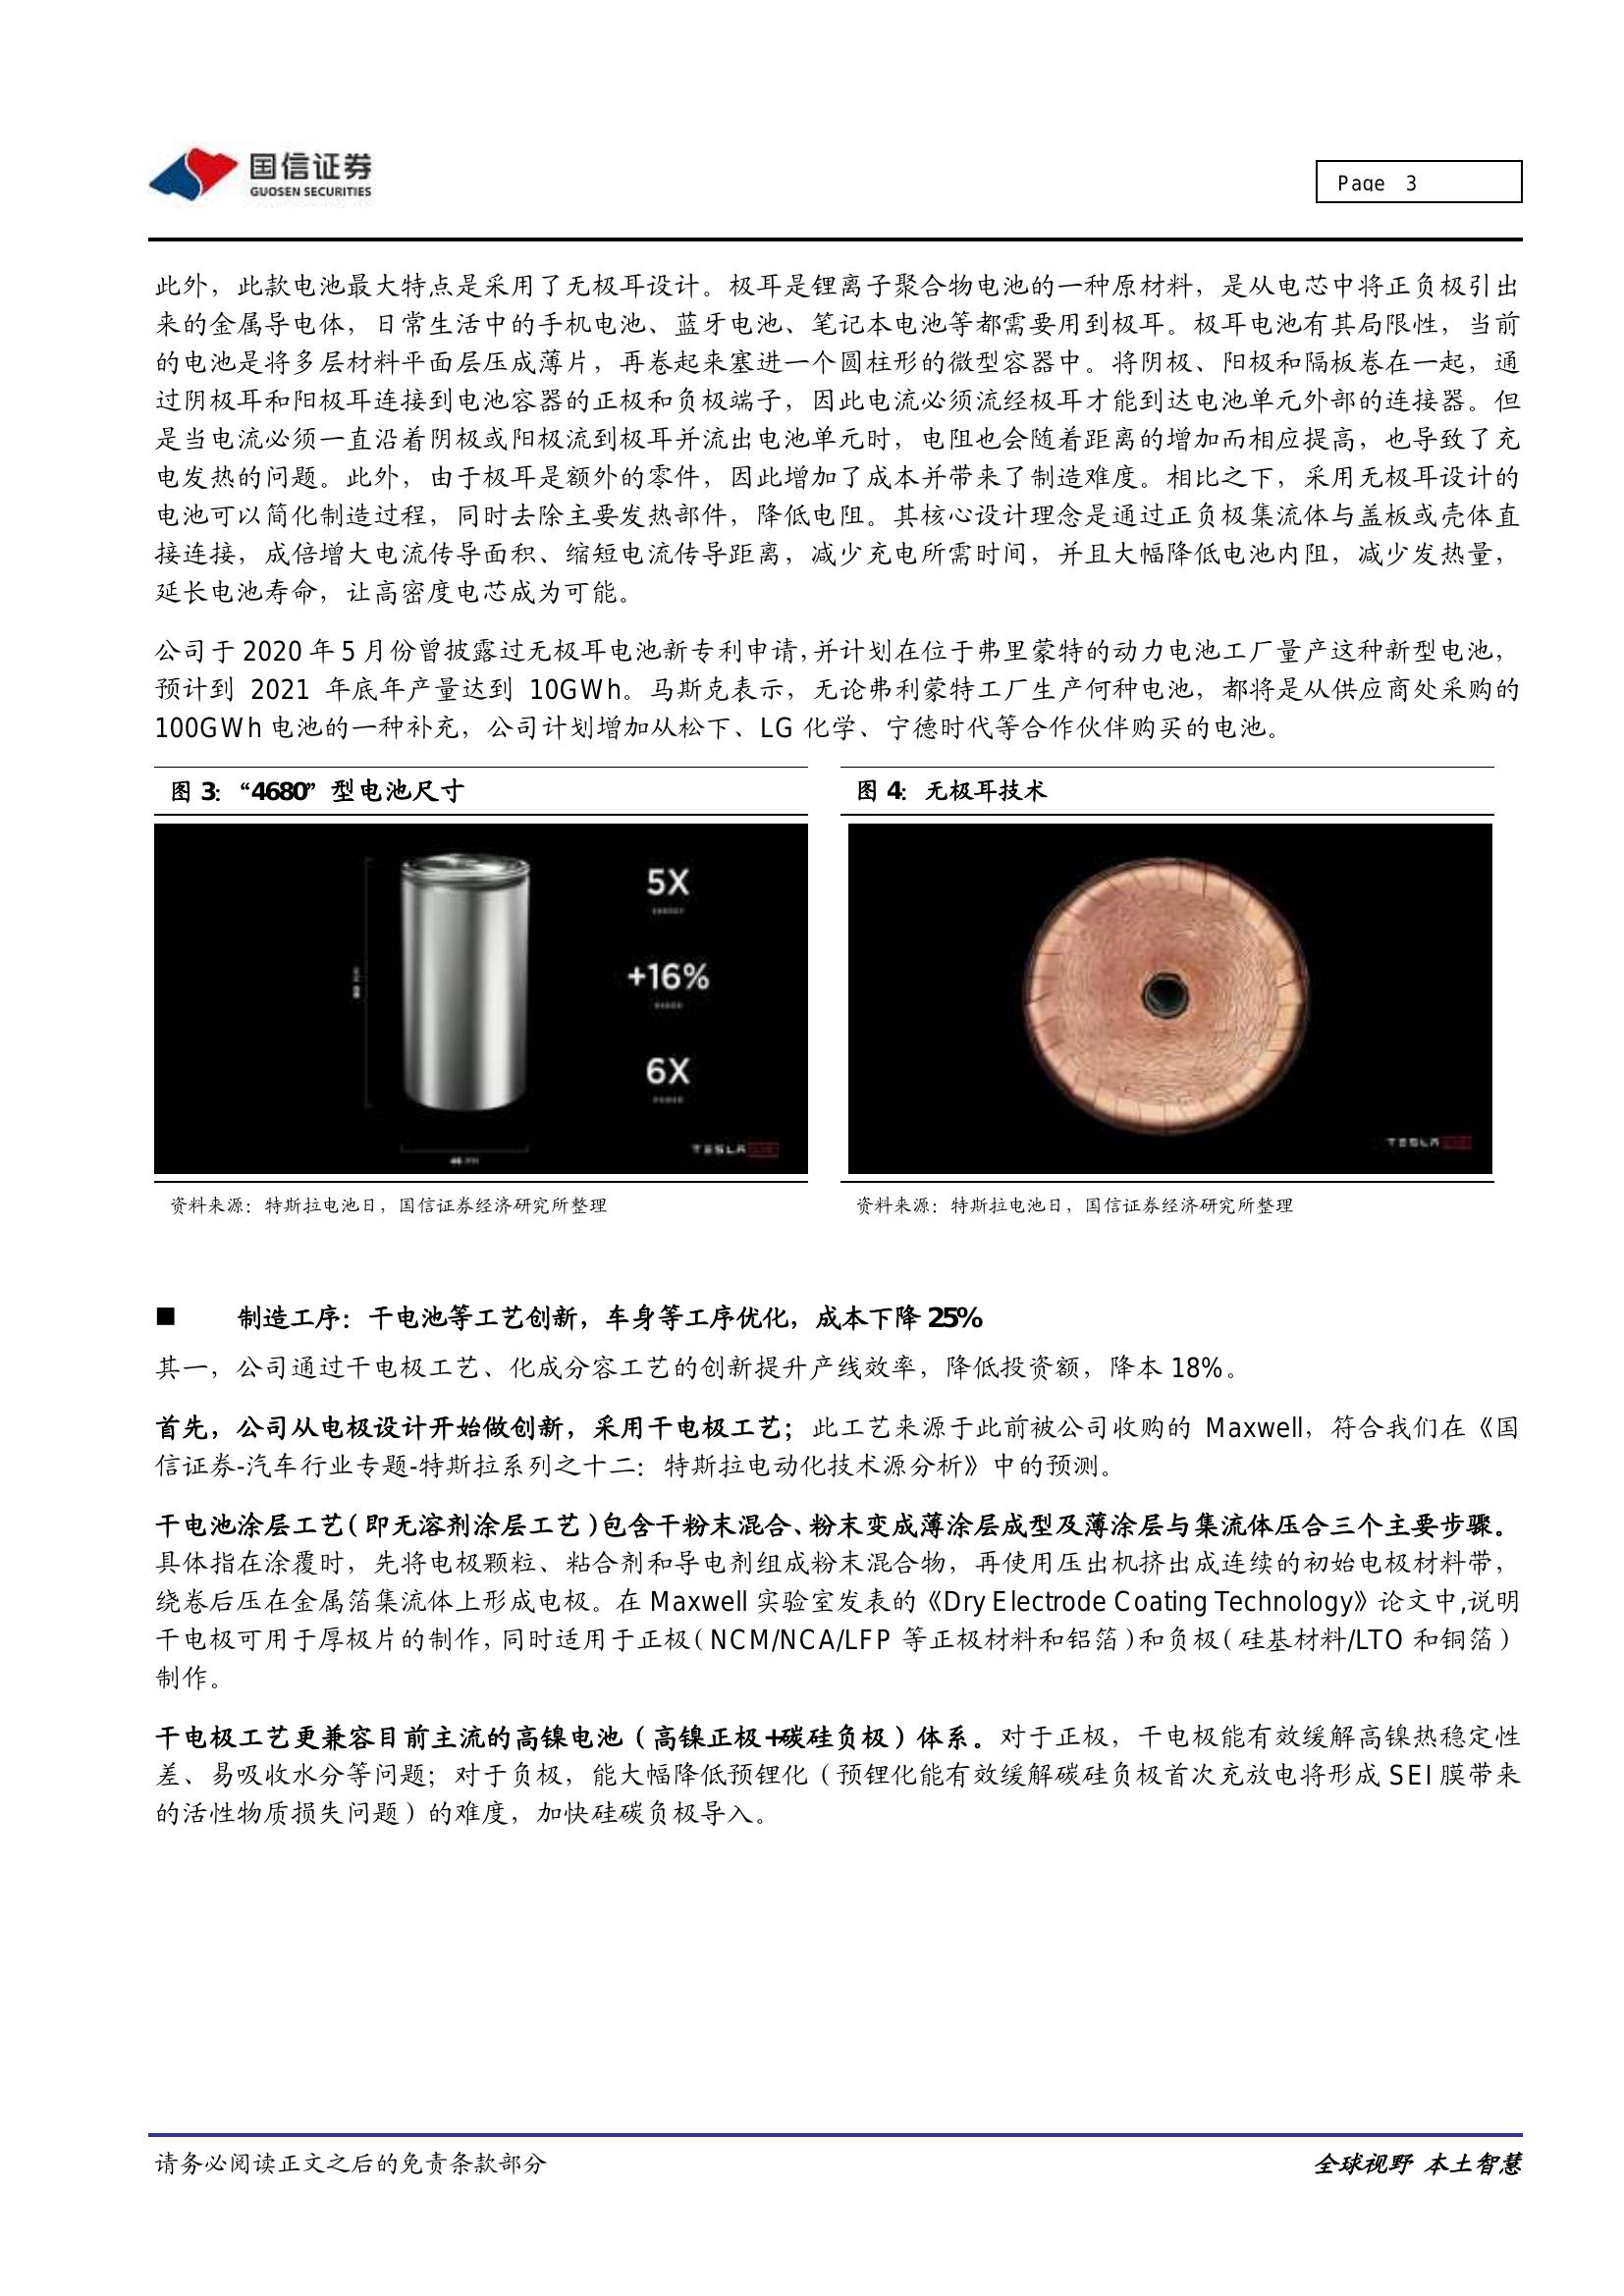 国信证券
GUOSEN SECURITIES
Page 3
此外，此款电池最大特点是采用了无极耳设计。极耳是锂离子聚合物电池的一种原材料，是从电芯中将正负极引出
来的金属导电体，日常生活中的手机电池、蓝牙电池、笔记本电池等都需要用到极耳。极耳电池有其局限性，当前
的电池是将多层材料平面层压成薄片，再卷起来塞进一个圆柱形的微型容器中。将阴极、阳极和隔板卷在一起，通
过阴极耳和阳极耳连接到电池容器的正极和负极端子，因此电流必须流经极耳才能到达电池单元外部的连接器。但
是当电流必须一直沿着阴极或阳极流到极耳并流出电池单元时，电阻也会随着距离的增加而相应提高，也导致了充
电发热的问题。此外，由于极耳是额外的零件，因此增加了成本并带来了制造难度。相比之下，采用无极耳设计的
电池可以简化制造过程，同时去除主要发热部件，降低电阻。其核心设计理念是通过正负极集流体与盖板或壳体直
接连接，成倍增大电流传导面积、缩短电流传导距离，减少充电所需时间，并且大幅降低电池内阻，减少发热量，
延长电池寿命，让高密度电芯成为可能。
公司于 2020 年 5 月份曾披露过无极耳电池新专利申请，并计划在位于弗里蒙特的动力电池工厂量产这种新型电池，
预计到 2021 年底年产量达到 10GWh。马斯克表示，无论弗利蒙特工厂生产何种电池，都将是从供应商处采购的
100GWh 电池的一种补充，公司计划增加从松下、LG 化学、宁德时代等合作伙伴购买的电池。
图 3：“4680”型电池尺寸
图 4：无极耳技术
5X
+16%
6X
TESLA
TESLA
资料来源：特斯拉电池日，国信证券经济研究所整理
资料来源：特斯拉电池日，国信证券经济研究所整理
■ 制造工序：干电池等工艺创新，车身等工序优化，成本下降 25%
其一，公司通过干电极工艺、化成分容工艺的创新提升产线效率，降低投资额，降本 18%。
首先，公司从电极设计开始做创新，采用干电极工艺；此工艺来源于此前被公司收购的 Maxwell，符合我们在《国
信证券-汽车行业专题-特斯拉系列之十二：特斯拉电动化技术源分析》中的预测。
干电池涂层工艺（即无溶剂涂层工艺）包含干粉末混合、粉末变成薄涂层成型及薄涂层与集流体压合三个主要步骤。
具体指在涂覆时，先将电极颗粒、粘合剂和导电剂组成粉末混合物，再使用压出机挤出成连续的初始电极材料带，
绕卷后压在金属箔集流体上形成电极。在 Maxwell 实验室发表的《Dry Electrode Coating Technology》论文中，说明
干电极可用于厚极片的制作，同时适用于正极（NCM/NCA/LFP 等正极材料和铝箔）和负极（硅基材料/LTO 和铜箔）
制作。
干电极工艺更兼容目前主流的高镍电池（高镍正极+碳硅负极）体系。对于正极，干电极能有效缓解高镍热稳定性
差、易吸收水分等问题；对于负极，能大幅降低预锂化（预锂化能有效缓解碳硅负极首次充放电将形成 SEI 膜带来
的活性物质损失问题）的难度，加快硅碳负极导入。
请务必阅读正文之后的免责条款部分
全球视野 本土智慧